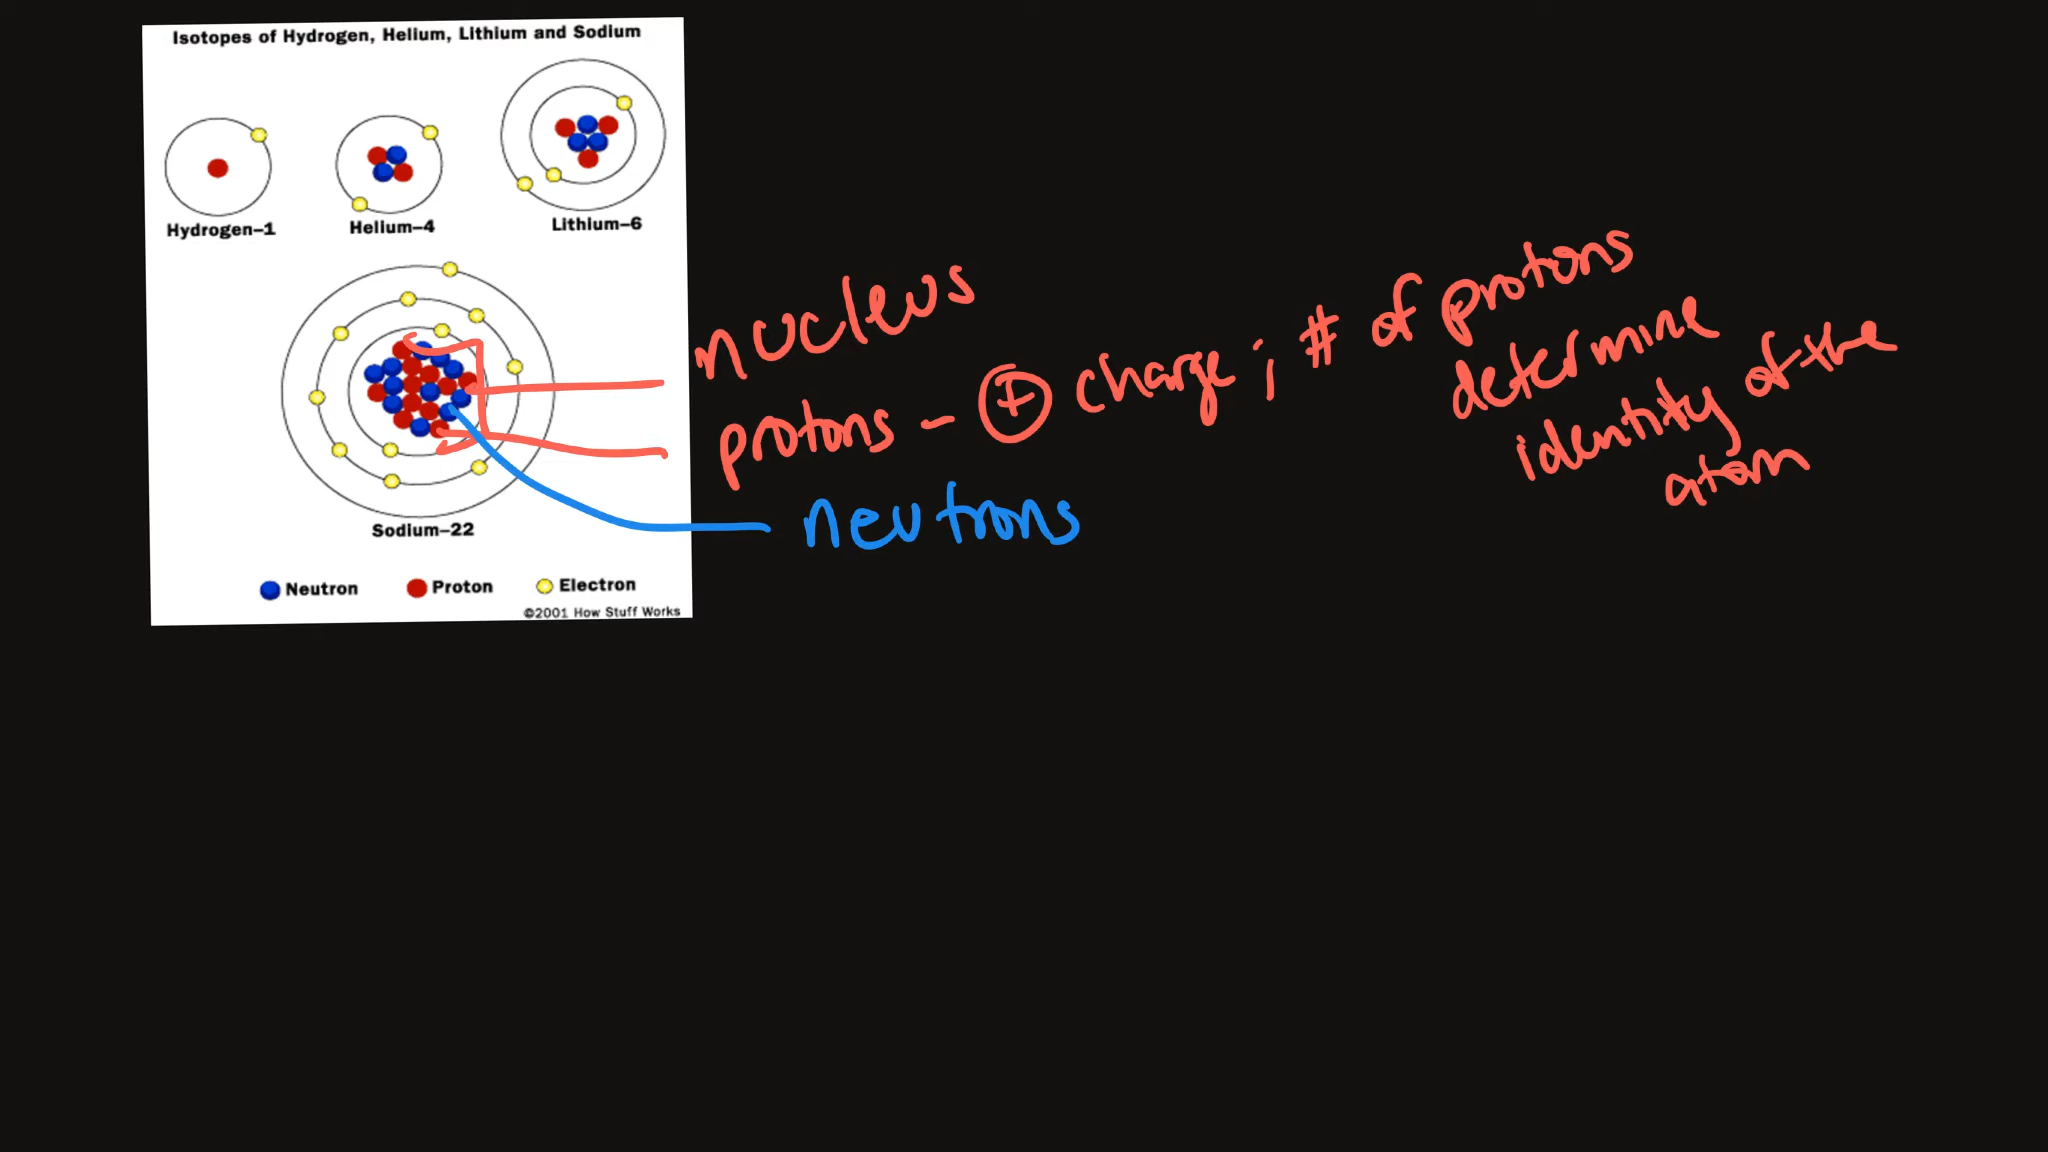 Isotopes of Hydrogen, Helium, Lithium and Sodium
Hydrogen–1
Helium–4
Lithium–6
Sodium–22
Neutron Proton Electron
©2001 How Stuff Works
nucleus
protons - + charge ; # of protons
determine
identity of the
atom
neutrons